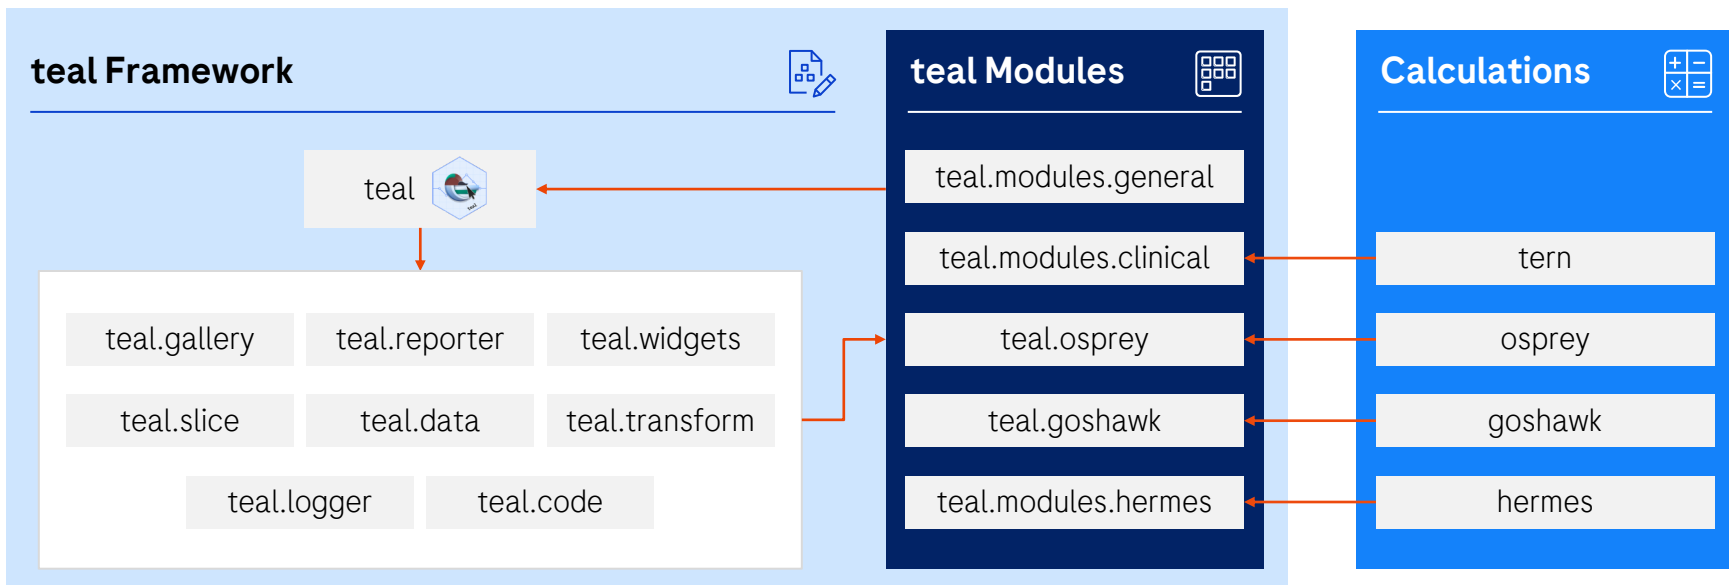 teal Framework
teal
teal.gallery
teal.reporter
teal.widgets
teal.slice
teal.data
teal.transform
teal.logger
teal.code
teal Modules
teal.modules.general
teal.modules.clinical
teal.osprey
teal.goshawk
teal.modules.hermes
Calculations
tern
osprey
goshawk
hermes